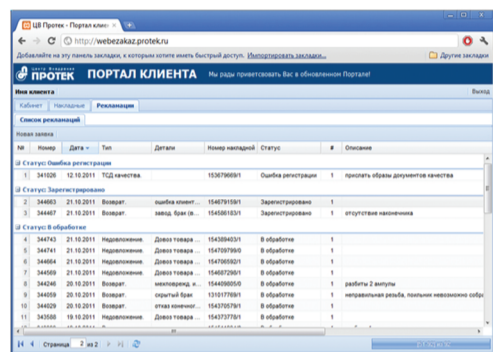 ЦВ Протек - Портал клиен ×
http://webezakaz.protek.ru
Добавляйте на эту панель закладки, к которым хотите иметь быстрый доступ. Импортировать закладки... Другие закладки
ПРОТЕК ПОРТАЛ КЛИЕНТА Мы рады приветсвовать Вас в обновленном Портале!
Имя клиента Выход
Кабинет Накладные Рекламации
Список рекламаций
Новая заявка
№ Номер Дата Тип Детали Номер накладной Статус # Описание
Статус: Ошибка регистрации
1 341026 12.10.2011 ТСД качества. 153679669/1 Ошибка регистрации 1 прислать образы документов качества
Статус: Зарегистрировано
2 344663 21.10.2011 Возврат. ошибка клиент... 154679159/1 Зарегистрировано 1
3 344467 21.10.2011 Возврат. завод. брак (в... 154586183/1 Зарегистрировано 1 отсутствие наконечника
Статус: В обработке
4 344743 21.10.2011 Недовложение. Довоз товара ... 154389403/1 В обработке 1
5 344741 21.10.2011 Недовложение. Довоз товара ... 154709799/0 В обработке 1
6 344664 21.10.2011 Недовложение. Довоз товара ... 154706592/1 В обработке 1
7 344569 21.10.2011 Недовложение. Довоз товара ... 154687296/1 В обработке 1
8 344246 20.10.2011 Возврат. 154409805/0 В обработке 1 разбиты 2 ампулы
9 344059 20.10.2011 Возврат. скрытый брак 131017769/1 В обработке 1 неправильная резьба, поильник невозможно собра
10 344029 20.10.2011 Возврат. отказ конечног... 154370579/1 В обработке 1
11 343588 19.10.2011 Недовложение. Довоз товара ... 154373778/1 В обработке 1
Страница 2 из 2